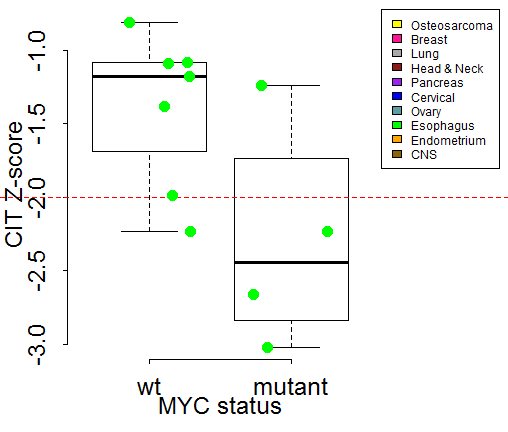 CIT Z-score
-1.0
-1.5
-2.0
-2.5
-3.0
wt
mutant
MYC status
Osteosarcoma
Breast
Lung
Head & Neck
Pancreas
Cervical
Ovary
Esophagus
Endometrium
CNS